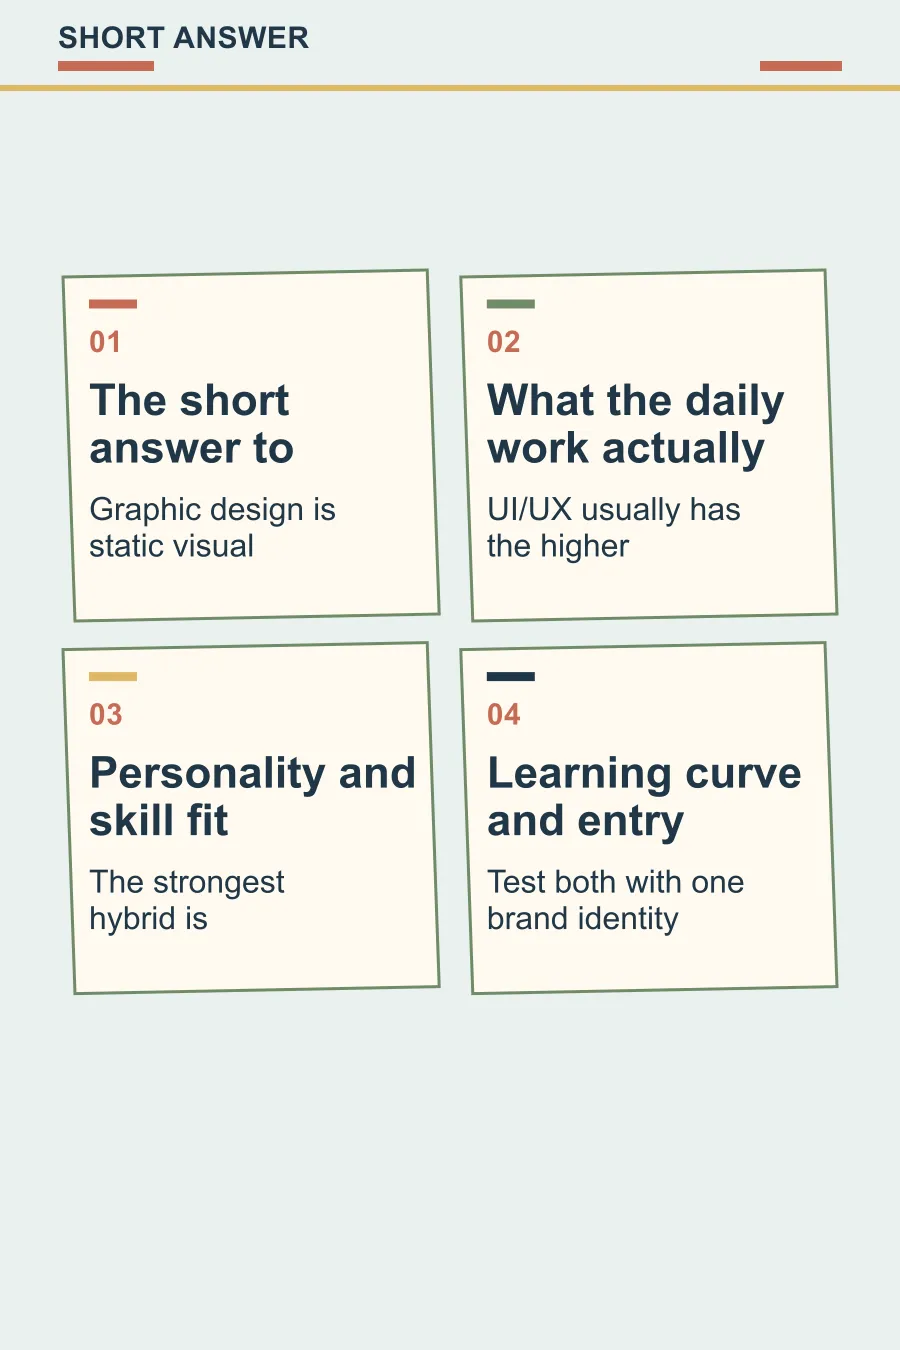 SHORT ANSWER
01
The short
answer to
Graphic design is
static visual
02
What the daily
work actually
UI/UX usually has
the higher
03
Personality and
skill fit
The strongest
hybrid is
04
Learning curve
and entry
Test both with one
brand identity